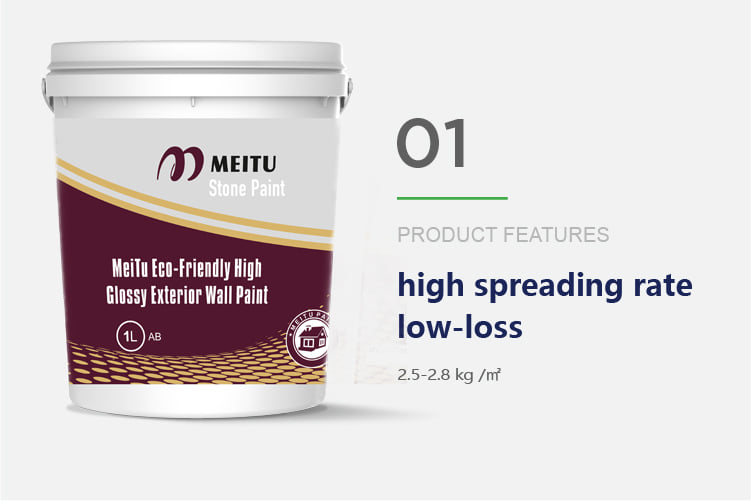 MEITU
Stone Paint
MeiTu Eco-Friendly High
Glossy Exterior Wall Paint
1L AB
MEITU
01
PRODUCT FEATURES
high spreading rate
low-loss
2.5-2.8 kg /㎡